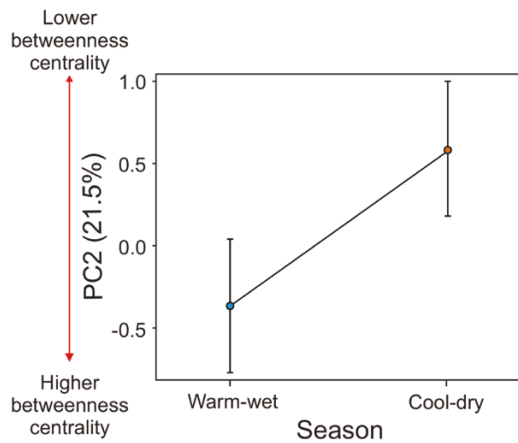 Lower
betweenness
centrality
PC2 (21.5%)
1.0
0.5
0.0
-0.5
Higher
betweenness
centrality
Warm-wet
Cool-dry
Season